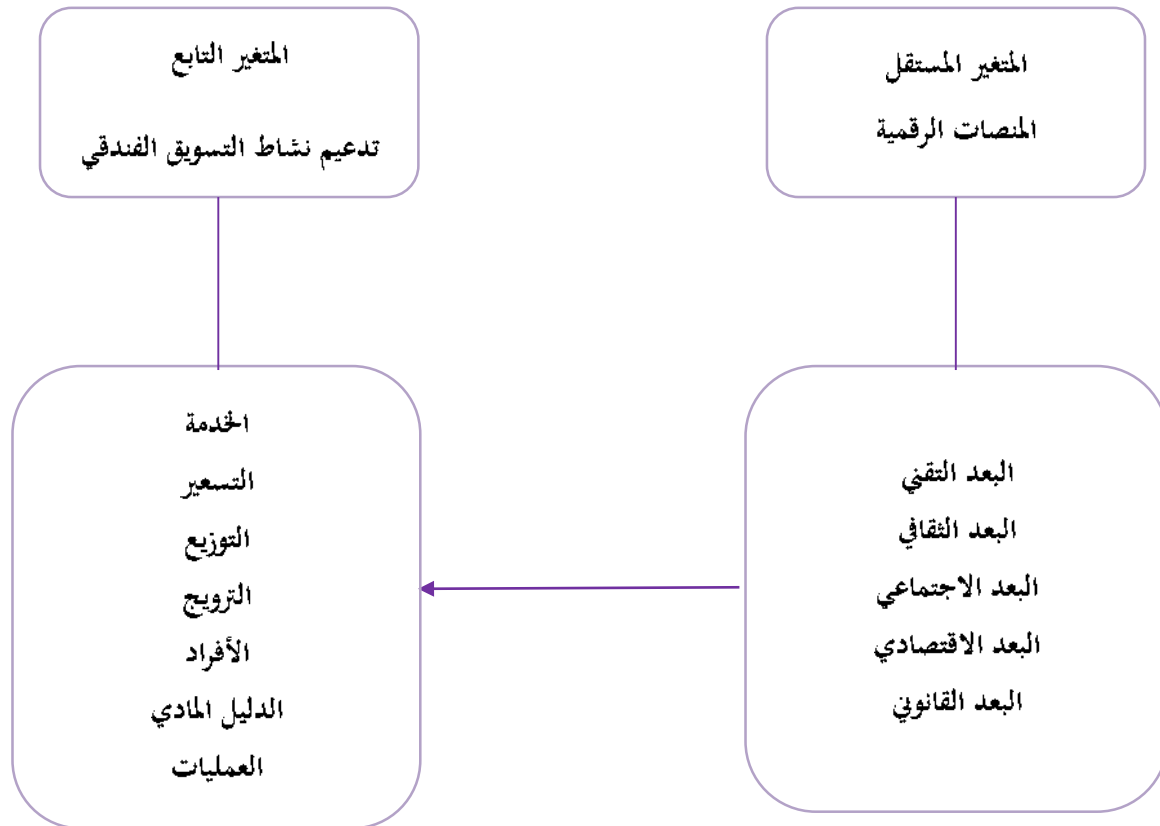 المتغير المستقل
المنصات الرقمية
المتغير التابع
تدعيم نشاط التسويق الفندقي
البعد التقني
البعد الثقافي
البعد الاجتماعي
البعد الاقتصادي
البعد القانوني
الخدمة
التسعير
التوزيع
الترويج
الأفراد
الدليل المادي
العمليات